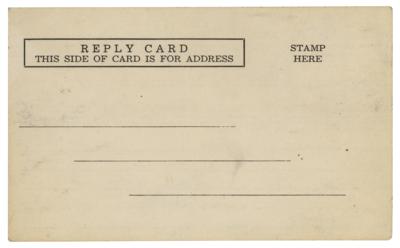 REPLY CARD
THIS SIDE OF CARD IS FOR ADDRESS
STAMP
HERE